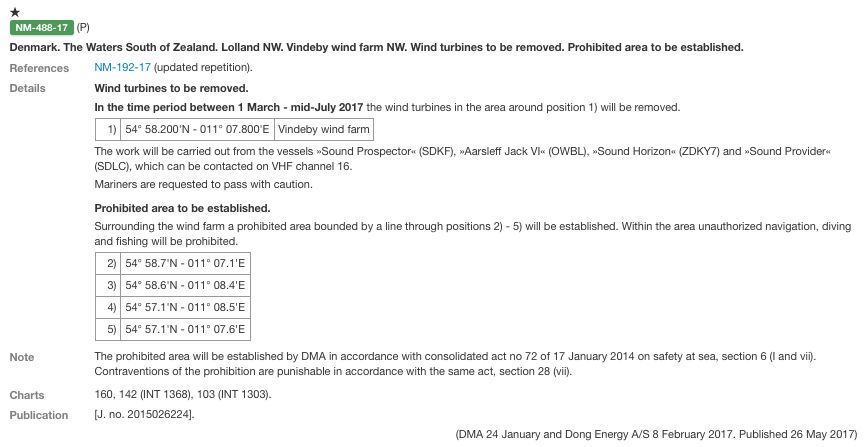 ★
NM-488-17 (P)
Denmark. The Waters South of Zealand. Lolland NW. Vindeby wind farm NW. Wind turbines to be removed. Prohibited area to be established.
References NM-192-17 (updated repetition).
Details Wind turbines to be removed.
In the time period between 1 March - mid-July 2017 the wind turbines in the area around position 1) will be removed.
1) 54° 58.200'N - 011° 07.800'E Vindeby wind farm
The work will be carried out from the vessels »Sound Prospector« (SDKF), »Aarsleff Jack VI« (OWBL), »Sound Horizon« (ZDKY7) and »Sound Provider«
(SDLC), which can be contacted on VHF channel 16.
Mariners are requested to pass with caution.
Prohibited area to be established.
Surrounding the wind farm a prohibited area bounded by a line through positions 2) - 5) will be established. Within the area unauthorized navigation, diving
and fishing will be prohibited.
2) 54° 58.7'N - 011° 07.1'E
3) 54° 58.6'N - 011° 08.4'E
4) 54° 57.1'N - 011° 08.5'E
5) 54° 57.1'N - 011° 07.6'E
Note The prohibited area will be established by DMA in accordance with consolidated act no 72 of 17 January 2014 on safety at sea, section 6 (I and vii).
Contraventions of the prohibition are punishable in accordance with the same act, section 28 (vii).
Charts 160, 142 (INT 1368), 103 (INT 1303).
Publication [J. no. 2015026224].
(DMA 24 January and Dong Energy A/S 8 February 2017. Published 26 May 2017)